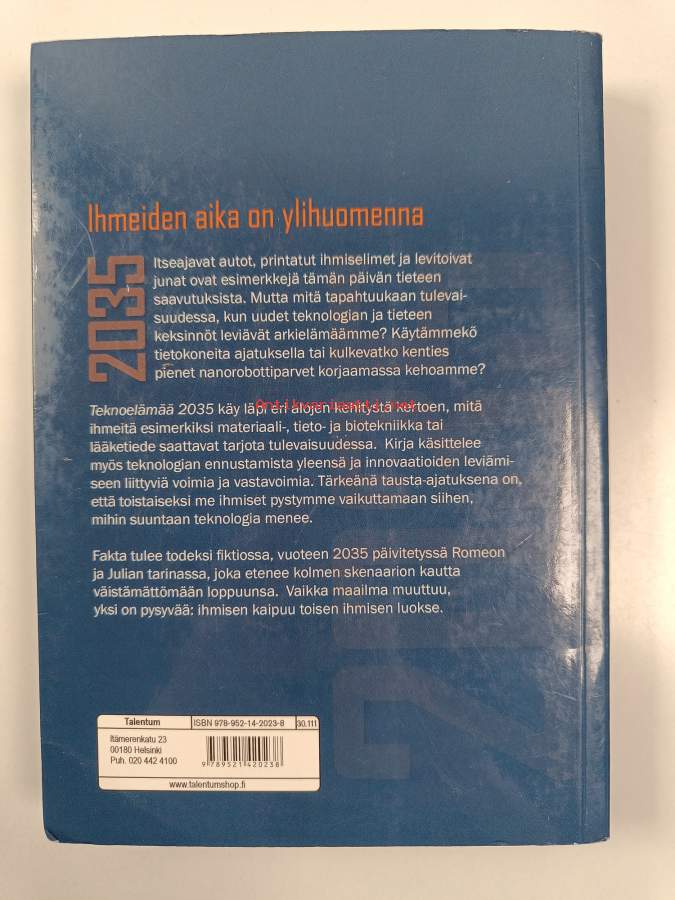 Ihmeiden aika on ylihuomenna
2035
Itseajavat autot, printatut ihmiselimet ja levitoivat
junat ovat esimerkkejä tämän päivän tieteen
saavutuksista. Mutta mitä tapahtuukaan tulevai-
suudessa, kun uudet teknologian ja tieteen
keksinnöt leviävät arkielämäämme? Käytämmekö
tietokoneita ajatuksella tai kulkevatko kenties
pienet nanorobottiparvet korjaamassa kehoamme?
Antikvariaatti.net
Teknoelämää 2035 käy läpi eri alojen kehitystä kertoen, mitä
ihmeitä esimerkiksi materiaali-, tieto- ja biotekniikka tai
lääketiede saattavat tarjota tulevaisuudessa. Kirja käsittelee
myös teknologian ennustamista yleensä ja innovaatioiden leviämi-
seen liittyviä voimia ja vastavoimia. Tärkeänä tausta-ajatuksena on,
että toistaiseksi me ihmiset pystymme vaikuttamaan siihen,
mihin suuntaan teknologia menee.
Fakta tulee todeksi fiktiossa, vuoteen 2035 päivitetyssä Romeon
ja Julian tarinassa, joka etenee kolmen skenaarion kautta
väistämättömään loppuunsa. Vaikka maailma muuttuu,
yksi on pysyvää: ihmisen kaipuu toisen ihmisen luokse.
Talentum ISBN 978-952-14-2023-8 30.111
Itämerenkatu 23
00180 Helsinki
Puh. 020 442 4100
9 789521 420238
www.talentumshop.fi